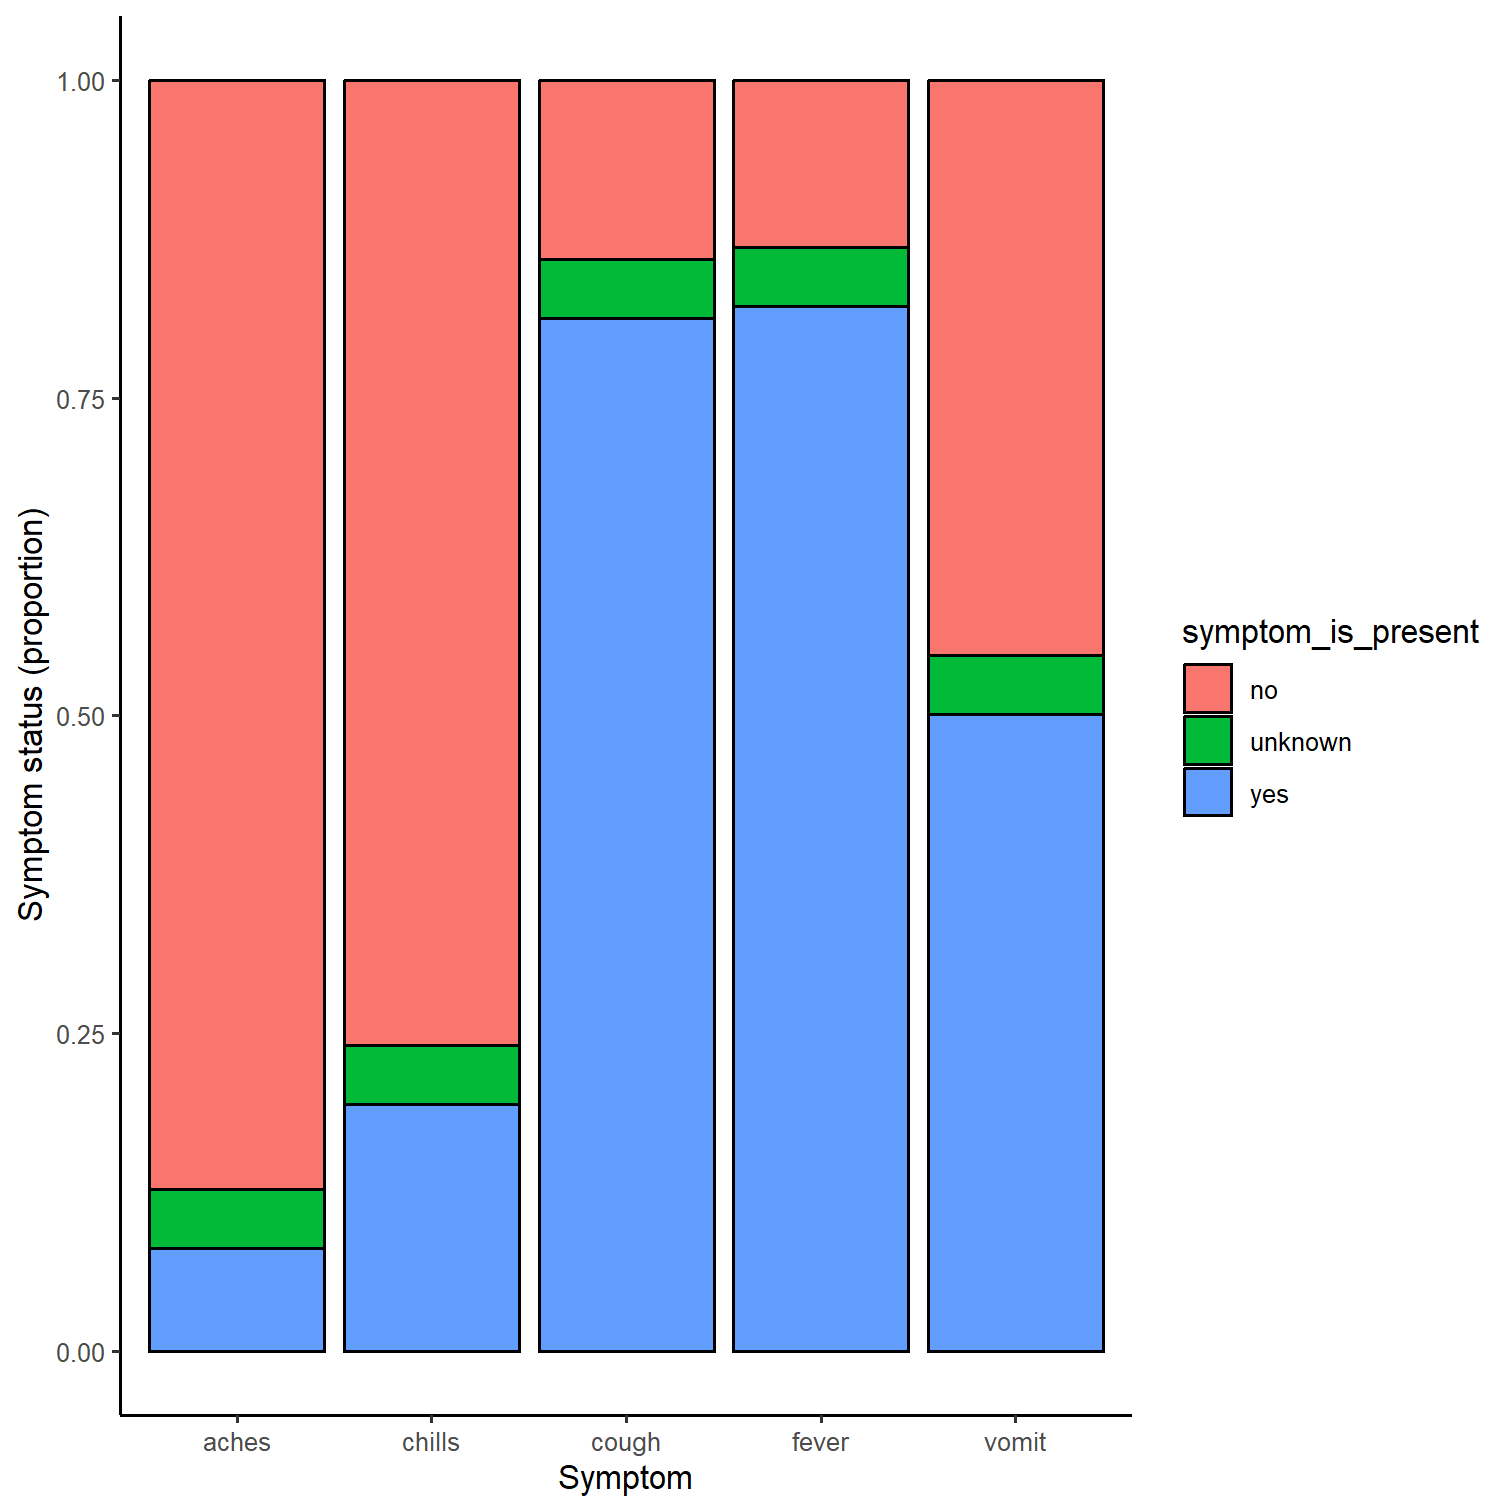 1.00
0.75
0.50
0.25
0.00
Symptom status (proportion)
aches chills cough fever vomit
Symptom
symptom_is_present
no
unknown
yes